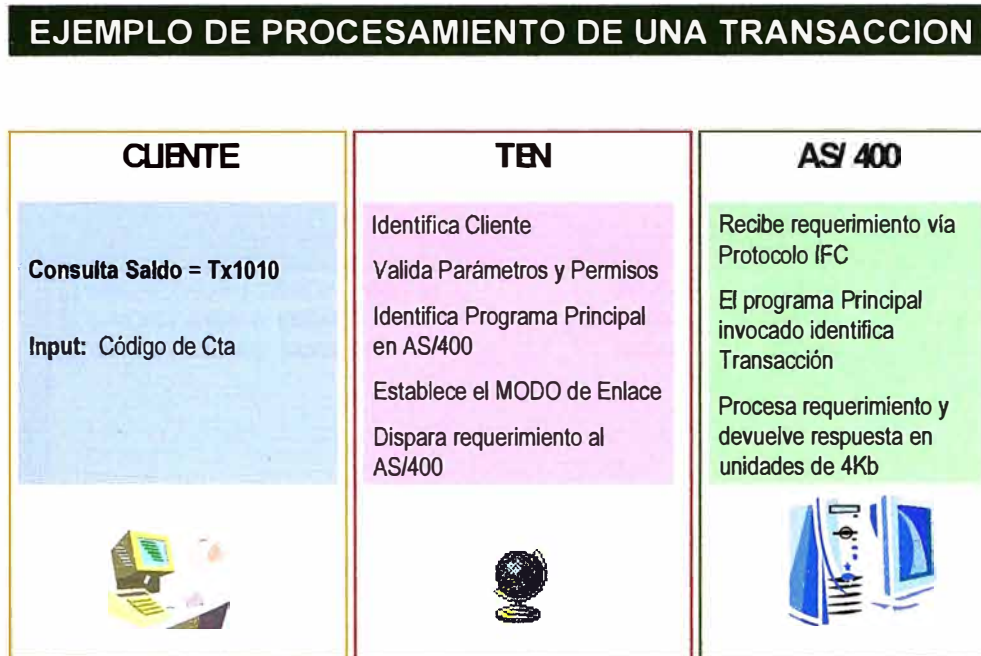 EJEMPLO DE PROCESAMIENTO DE UNA TRANSACCION
CLIENTE
Consulta Saldo = Tx1010
Input: Código de Cta
TEN
Identifica Cliente
Valida Parámetros y Permisos
Identifica Programa Principal
en AS/400
Establece el MODO de Enlace
Dispara requerimiento al
AS/400
AS/ 400
Recibe requerimiento vía
Protocolo IFC
El programa Principal
invocado identifica
Transacción
Procesa requerimiento y
devuelve respuesta en
unidades de 4Kb